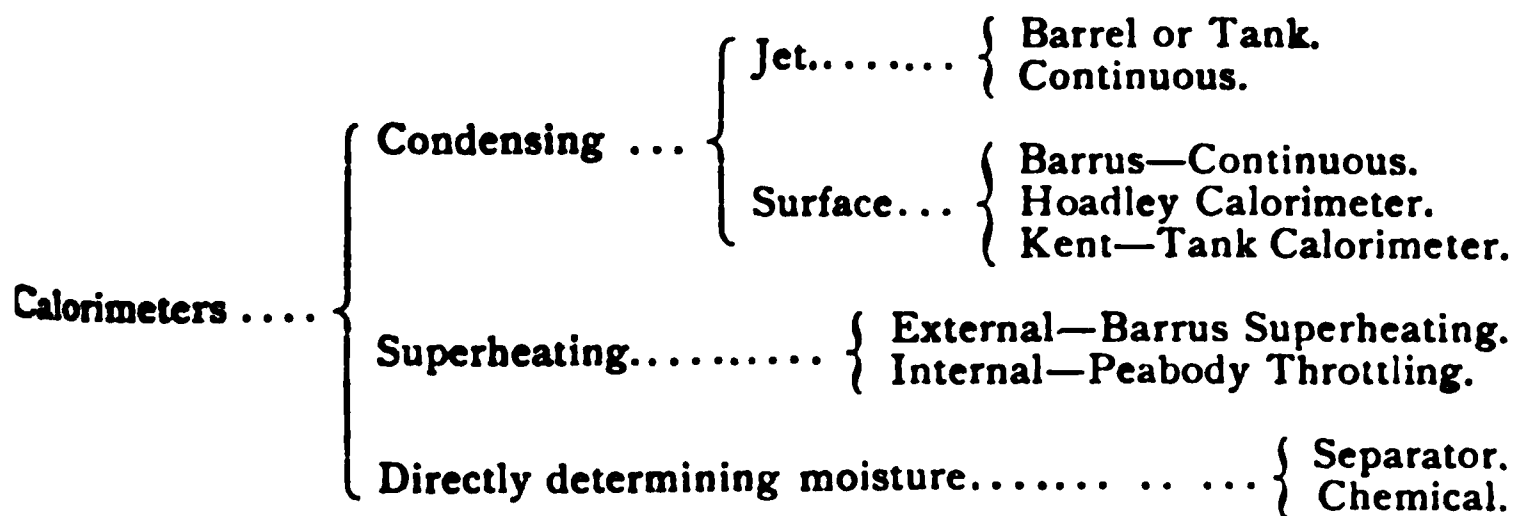 Jet........ { Barrel or Tank.
Continuous.
Condensing ...
Barrus—Continuous.
Surface... { Hoadley Calorimeter.
Kent—Tank Calorimeter.
Calorimeters ....
Superheating.......... { External—Barrus Superheating.
Internal—Peabody Throttling.
Directly determining moisture....... .. ... { Separator.
Chemical.